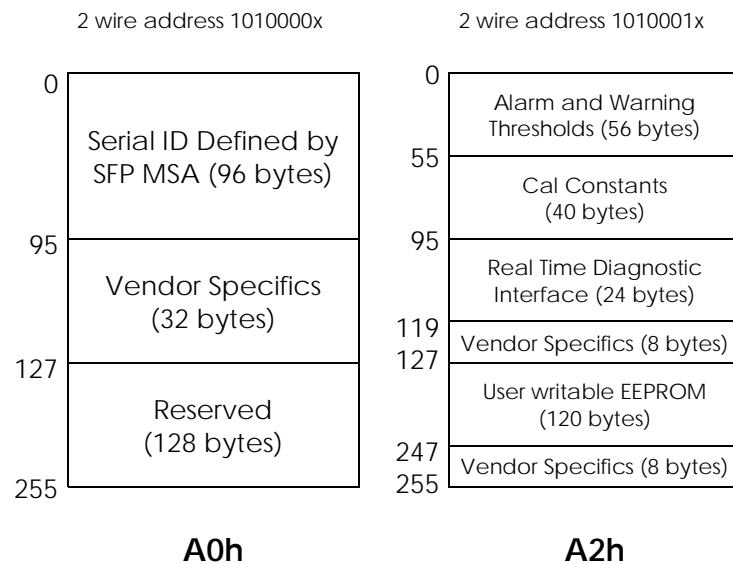 2 wire address 1010000x
0
Serial ID Defined by
SFP MSA (96 bytes)
95
Vendor Specifics
(32 bytes)
127
Reserved
(128 bytes)
255
A0h
2 wire address 1010001x
0
Alarm and Warning
Thresholds (56 bytes)
55
Cal Constants
(40 bytes)
95
Real Time Diagnostic
Interface (24 bytes)
119
Vendor Specifics (8 bytes)
127
User writable EEPROM
(120 bytes)
247
Vendor Specifics (8 bytes)
255
A2h